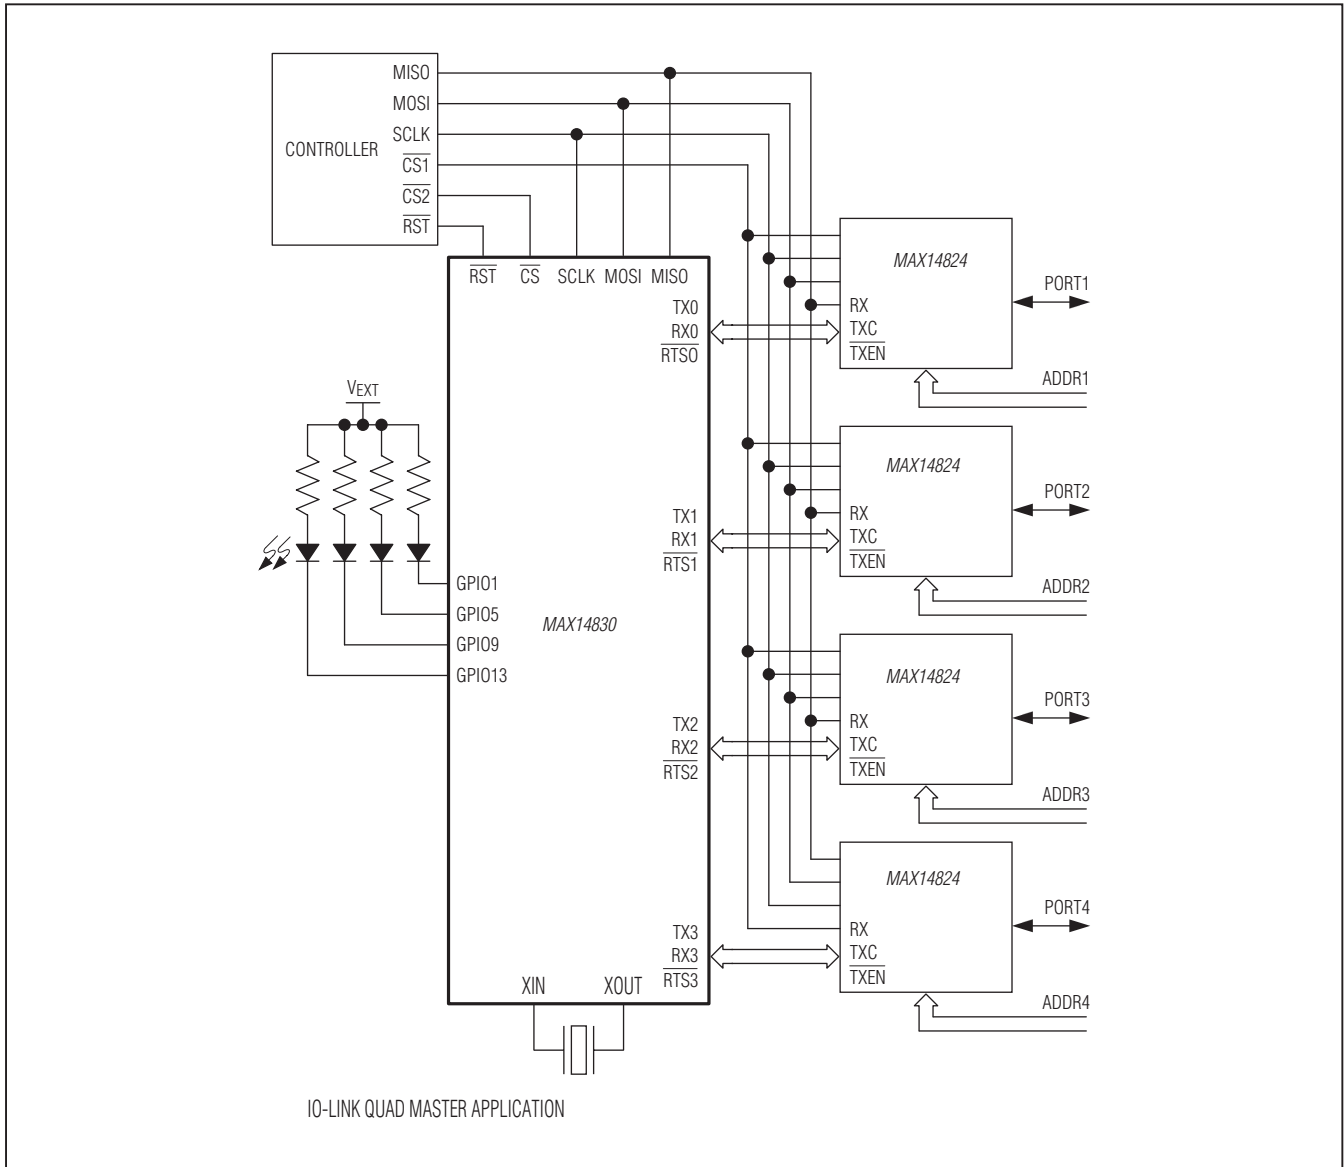 MISO
MOSI
SCLK
CONTROLLER
CS1
CS2
RST
RST CS SCLK MOSI MISO
MAX14824
PORT1
TX0
RX0
RTS0
RX
TXC
TXEN
ADDR1
VEXT
MAX14824
PORT2
TX1
RX1
RTS1
RX
TXC
TXEN
ADDR2
GPIO1
GPIO5
GPIO9
GPIO13
MAX14830
MAX14824
PORT3
TX2
RX2
RTS2
RX
TXC
TXEN
ADDR3
MAX14824
PORT4
TX3
RX3
RTS3
RX
TXC
TXEN
ADDR4
XIN XOUT
IO-LINK QUAD MASTER APPLICATION